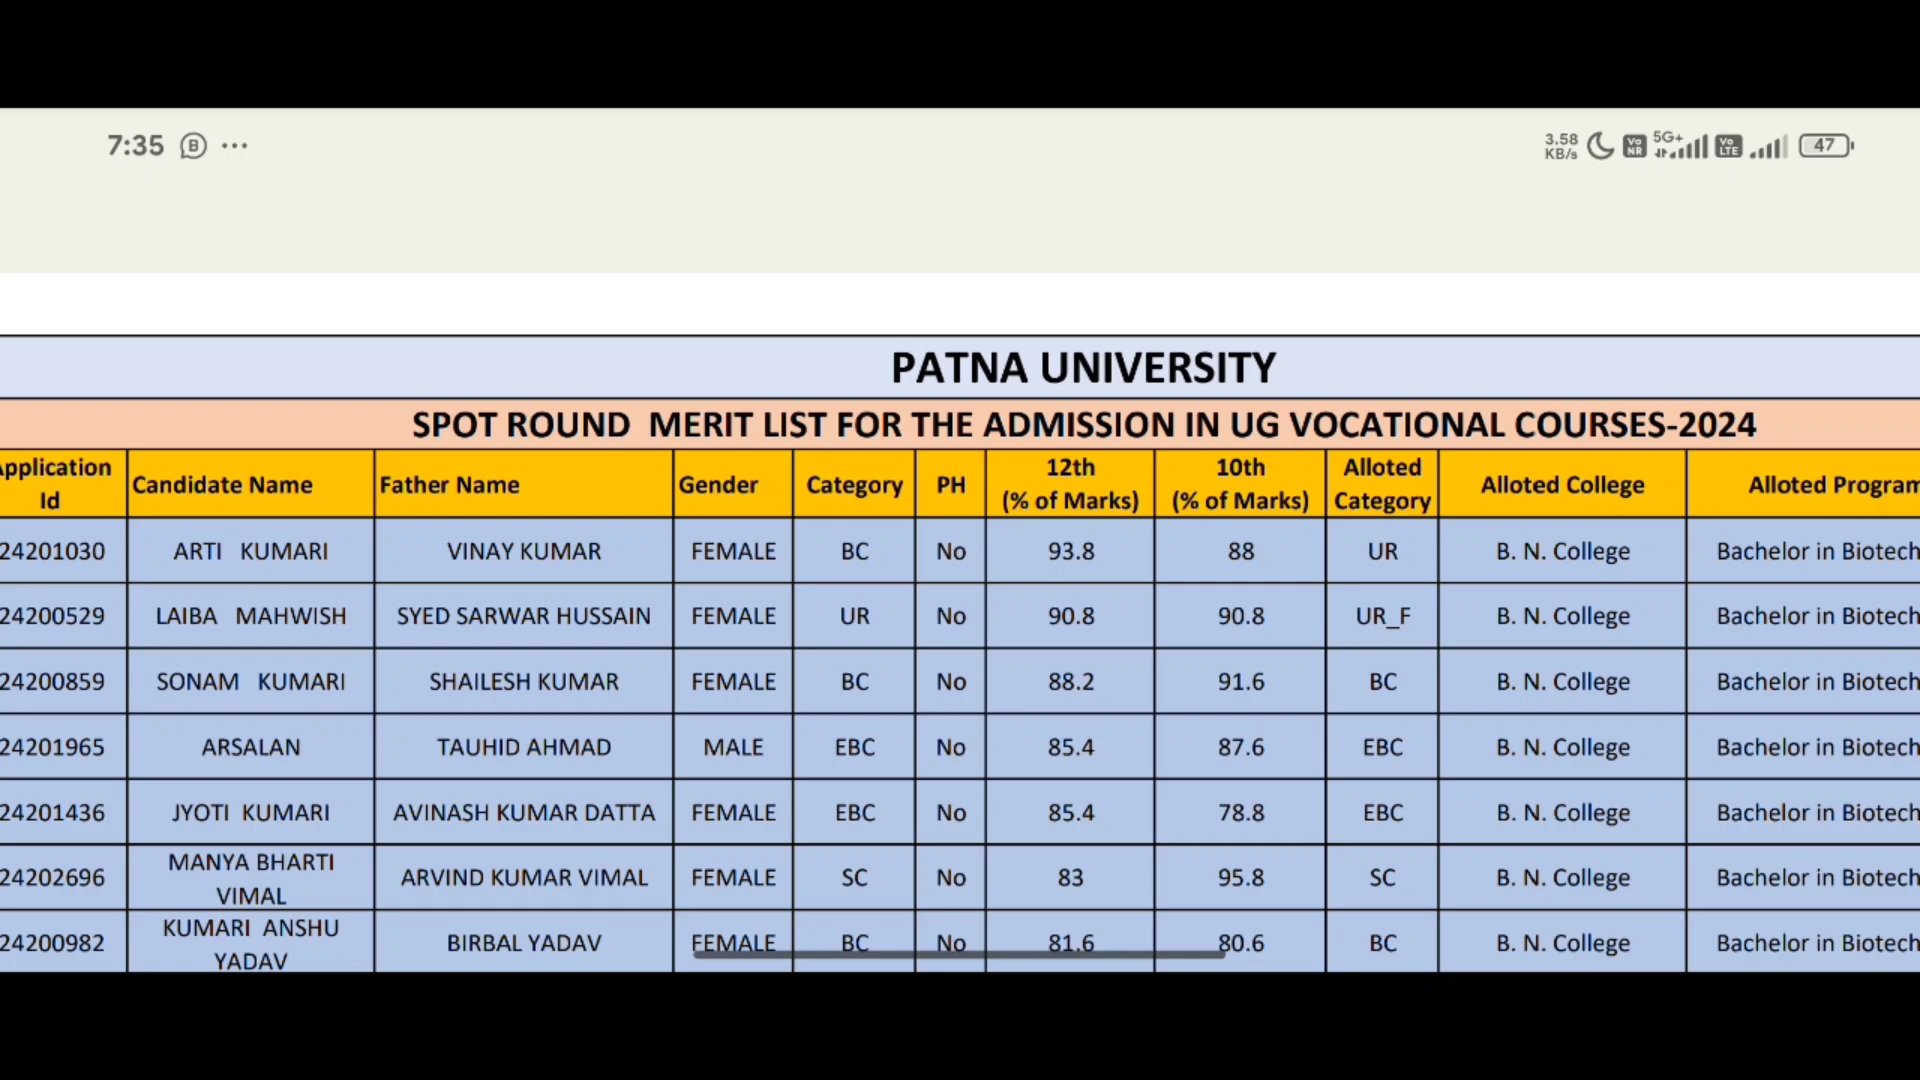 7:35 B ...
3.58 KB/s Vo NR 5G+ Vo LTE 47
PATNA UNIVERSITY
SPOT ROUND MERIT LIST FOR THE ADMISSION IN UG VOCATIONAL COURSES-2024
pplication Id Candidate Name Father Name Gender Category PH 12th (% of Marks) 10th (% of Marks) Alloted Category Alloted College Alloted Program
24201030 ARTI KUMARI VINAY KUMAR FEMALE BC No 93.8 88 UR B. N. College Bachelor in Biotech
24200529 LAIBA MAHWISH SYED SARWAR HUSSAIN FEMALE UR No 90.8 90.8 UR_F B. N. College Bachelor in Biotech
24200859 SONAM KUMARI SHAILESH KUMAR FEMALE BC No 88.2 91.6 BC B. N. College Bachelor in Biotech
24201965 ARSALAN TAUHID AHMAD MALE EBC No 85.4 87.6 EBC B. N. College Bachelor in Biotech
24201436 JYOTI KUMARI AVINASH KUMAR DATTA FEMALE EBC No 85.4 78.8 EBC B. N. College Bachelor in Biotech
24202696 MANYA BHARTI VIMAL ARVIND KUMAR VIMAL FEMALE SC No 83 95.8 SC B. N. College Bachelor in Biotech
24200982 KUMARI ANSHU YADAV BIRBAL YADAV FEMALE BC No 81.6 80.6 BC B. N. College Bachelor in Biotech